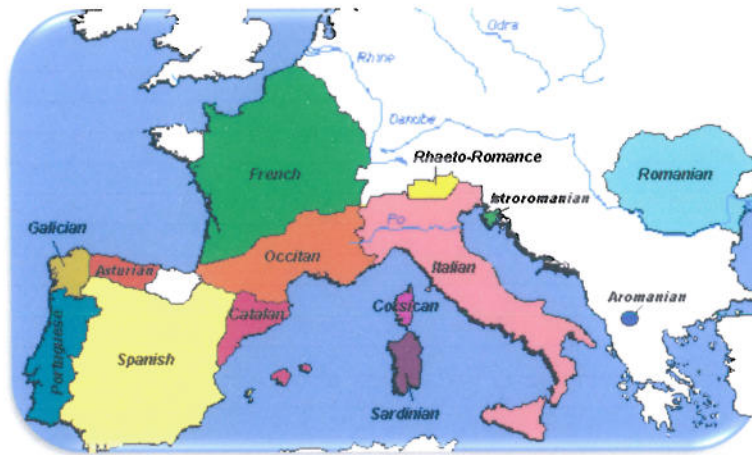 Odra
Rhine
Danube
Rhaeto-Romance
Romanian
French
Istroromanian
Po
Galician
Asturian
Occitan
Italian
Aromanian
Catalan
Corsican
Portuguese
Spanish
Sardinian